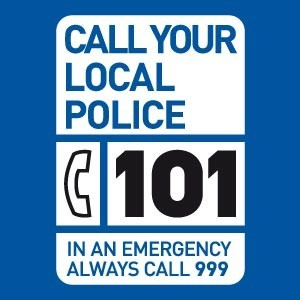 CALL YOUR
LOCAL
POLICE
101
IN AN EMERGENCY
ALWAYS CALL 999